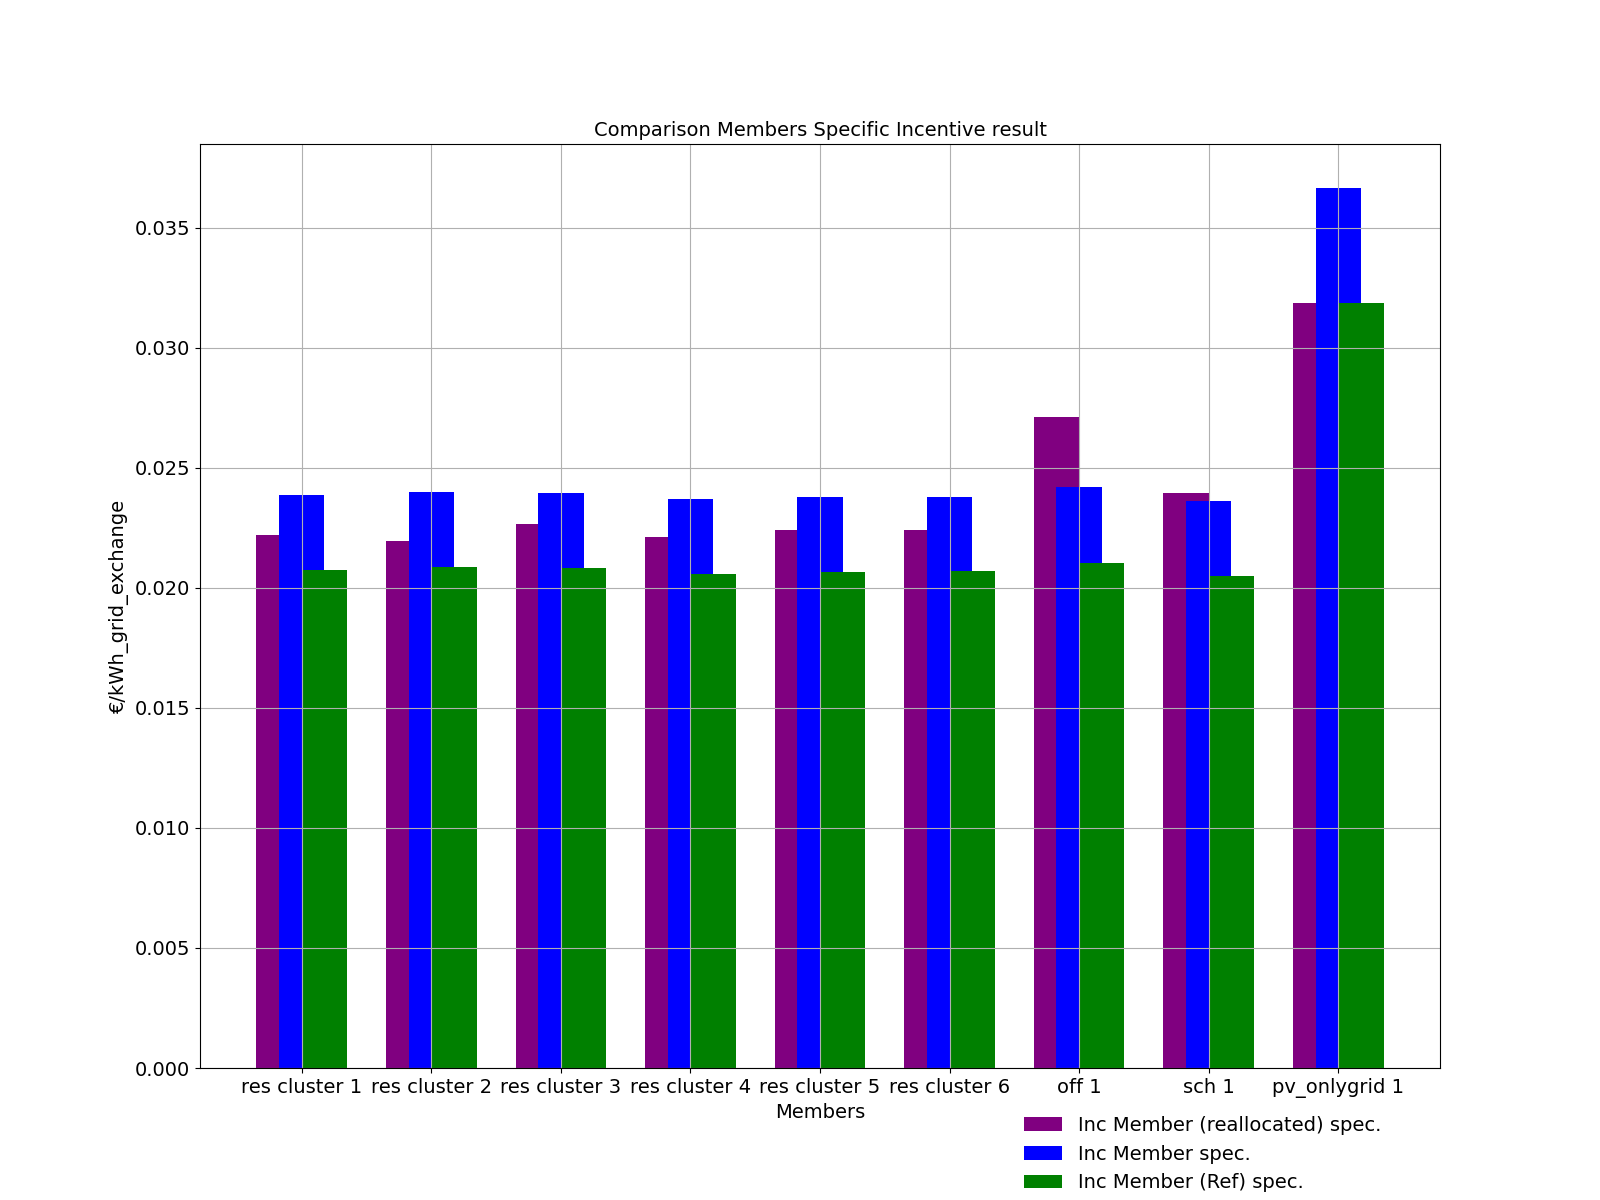 Comparison Members Specific Incentive result
0.035
0.030
0.025
0.020
0.015
0.010
0.005
0.000
€/kWh_grid_exchange
res cluster 1 res cluster 2 res cluster 3 res cluster 4 res cluster 5 res cluster 6 off 1 sch 1 pv_onlygrid 1
Members
Inc Member (reallocated) spec.
Inc Member spec.
Inc Member (Ref) spec.